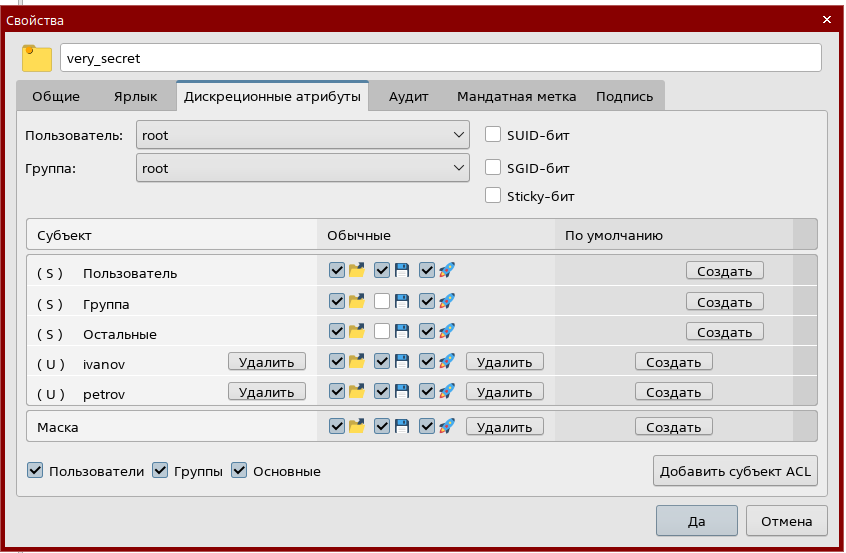 Свойства
very_secret
Общие Ярлык Дискреционные атрибуты Аудит Мандатная метка Подпись
Пользователь: root SUID-бит
Группа: root SGID-бит
Sticky-бит
Субъект Обычные По умолчанию
( S ) Пользователь Создать
( S ) Группа Создать
( S ) Остальные Создать
( U ) ivanov Удалить Удалить Создать
( U ) petrov Удалить Удалить Создать
Маска Удалить Создать
Пользователи Группы Основные Добавить субъект ACL
Да Отмена